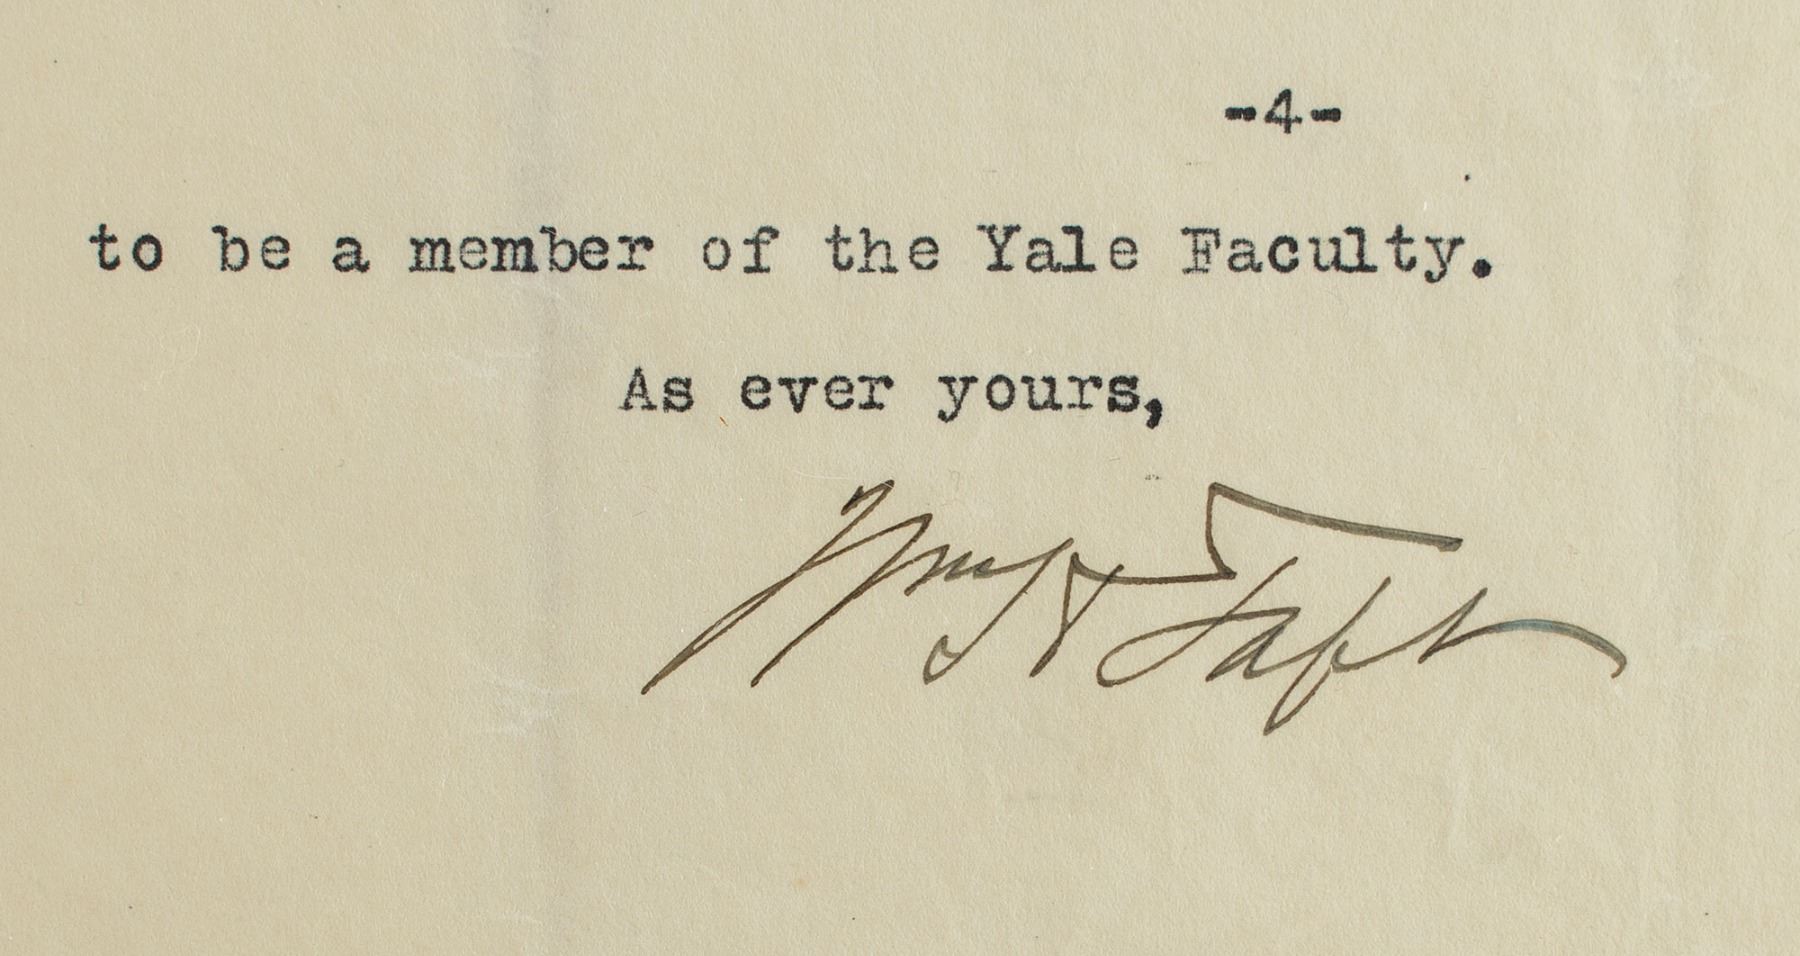 -4-
to be a member of the Yale Faculty.
As ever yours,
Wm H Taft